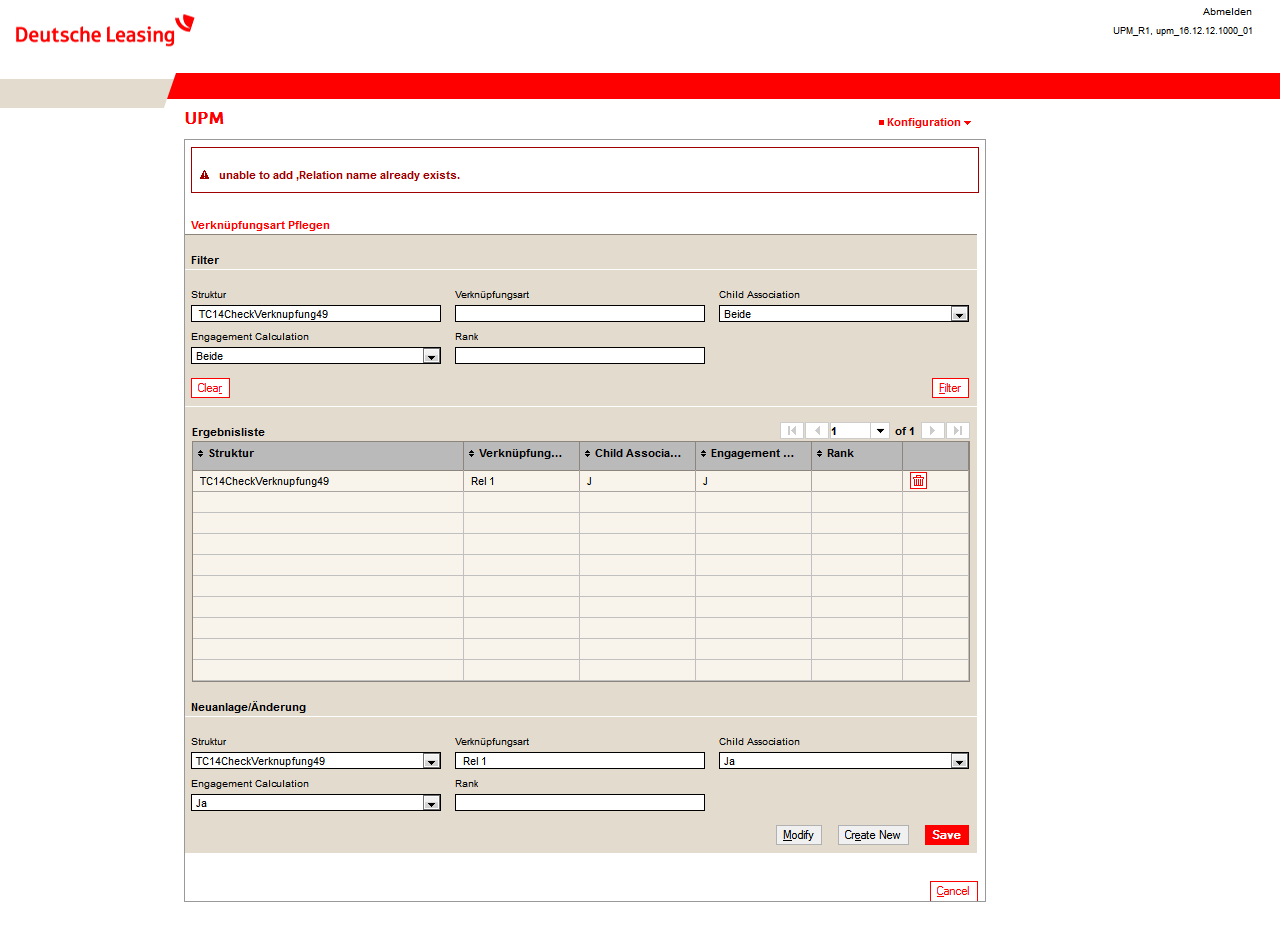 Deutsche Leasing
Abmelden
UPM_R1, upm_16.12.12.1000_01
UPM
Konfiguration
unable to add ,Relation name already exists.
Verknüpfungsart Pflegen
Filter
Struktur Verknüpfungsart Child Association
TC14CheckVerknupfung49 Beide
Engagement Calculation Rank
Beide
Clear Filter
Ergebnisliste 1 of 1
Struktur Verknüpfung... Child Associa... Engagement ... Rank
TC14CheckVerknupfung49 Rel 1 J J
Neuanlage/Änderung
Struktur Verknüpfungsart Child Association
TC14CheckVerknupfung49 Rel 1 Ja
Engagement Calculation Rank
Ja
Modify Create New Save
Cancel